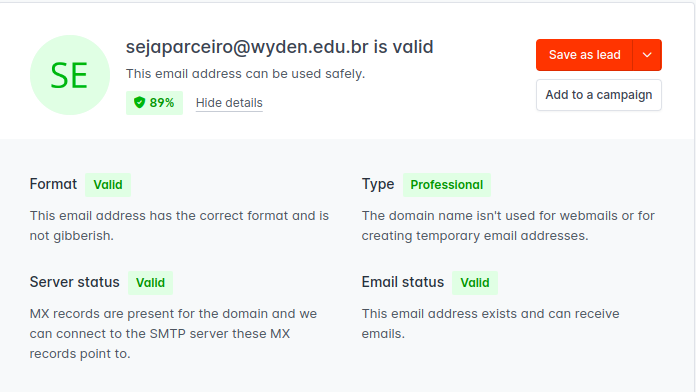 SE
sejaparceiro@wyden.edu.br is valid
This email address can be used safely.
89% Hide details
Save as lead
Add to a campaign
Format Valid
This email address has the correct format and is
not gibberish.
Type Professional
The domain name isn't used for webmails or for
creating temporary email addresses.
Server status Valid
MX records are present for the domain and we
can connect to the SMTP server these MX
records point to.
Email status Valid
This email address exists and can receive
emails.